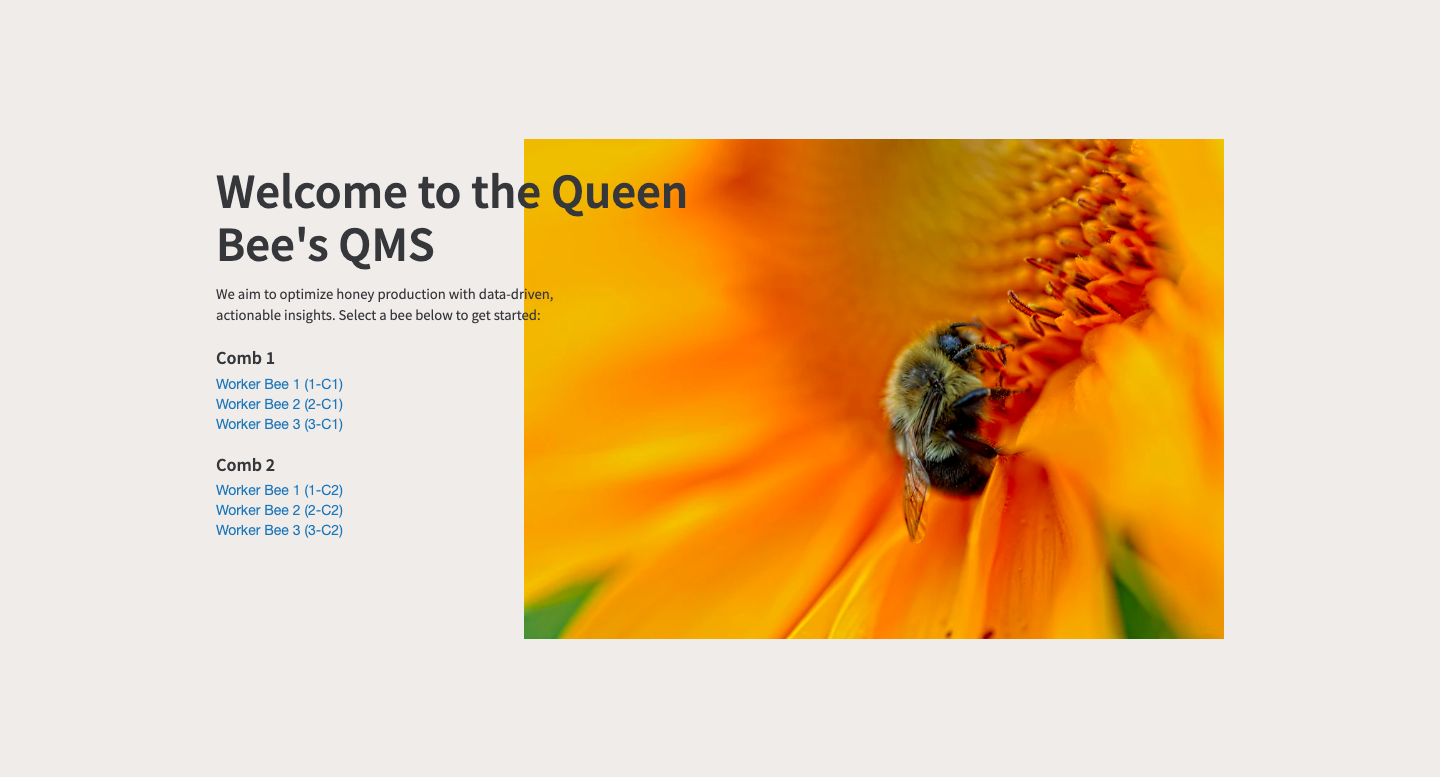 Welcome to the Queen
Bee's QMS
We aim to optimize honey production with data-driven,
actionable insights. Select a bee below to get started:
Comb 1
Worker Bee 1 (1-C1)
Worker Bee 2 (2-C1)
Worker Bee 3 (3-C1)
Comb 2
Worker Bee 1 (1-C2)
Worker Bee 2 (2-C2)
Worker Bee 3 (3-C2)